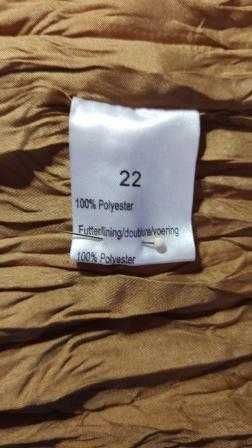 22
100% Polyester
Futter/lining/doublure/voering
100% Polyester